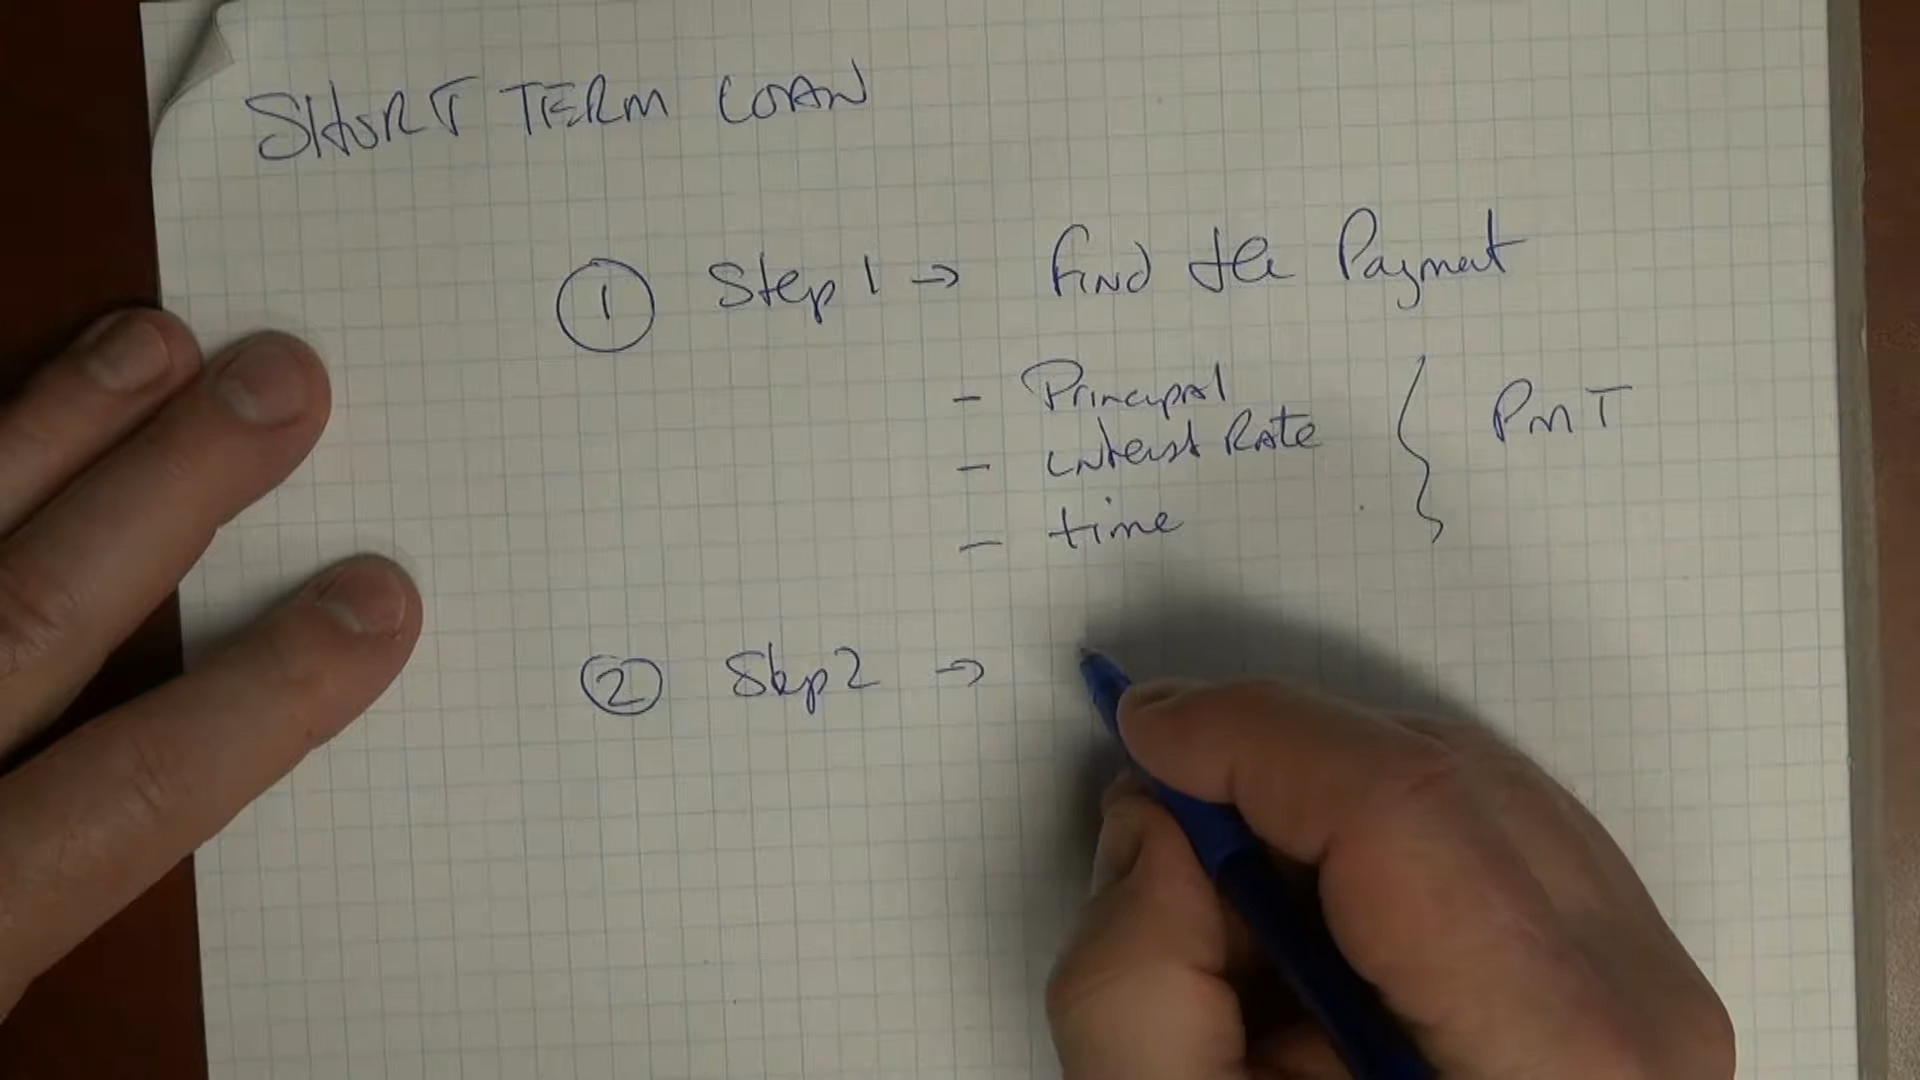 SHORT TERM LOAN
① Step 1 → Find the Payment
- Principal
- interest Rate
- time
} PMT
② Step 2 →